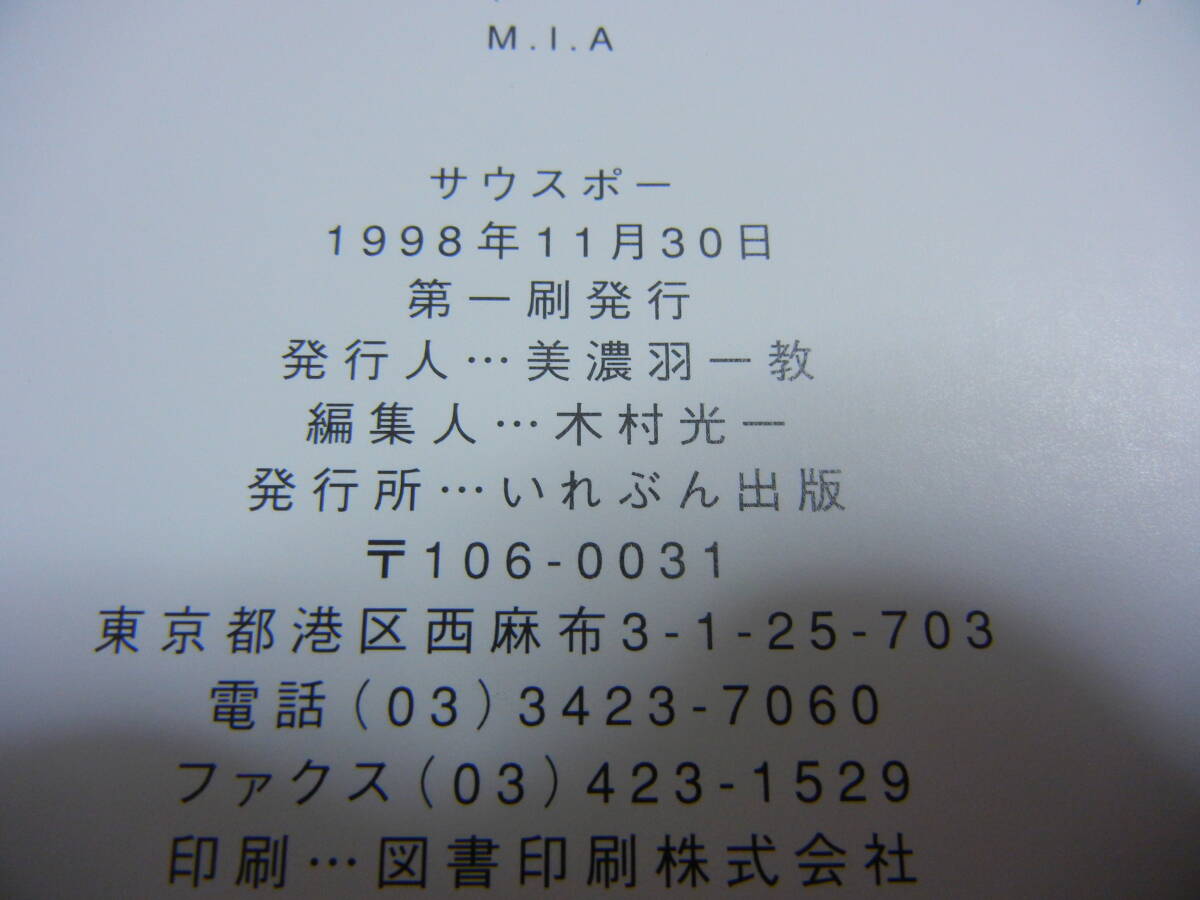 M.I.A
サウスポー
1998年11月30日
第一刷発行
発行人…美濃羽一教
編集人…木村光一
発行所…いれぶん出版
〒106-0031
東京都港区西麻布3-1-25-703
電話(03)3423-7060
ファクス(03)423-1529
印刷…図書印刷株式会社